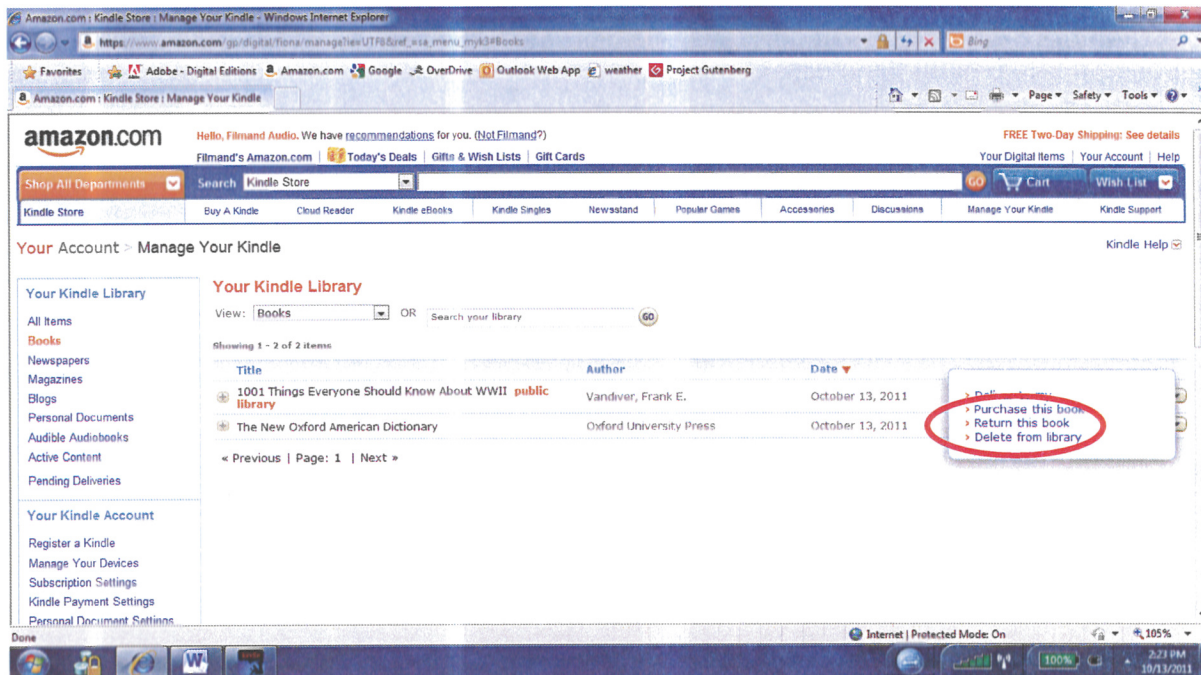 Amazon.com : Kindle Store : Manage Your Kindle - Windows Internet Explorer
https://www.amazon.com/gp/digital/fiona/manage?ie=UTF8&ref_=sa_menu_myk3#Books
Bing
Favorites Adobe - Digital Editions Amazon.com Google OverDrive Outlook Web App weather Project Gutenberg
Amazon.com : Kindle Store : Manage Your Kindle
Page Safety Tools
amazon.com
Hello, Filmand Audio. We have recommendations for you. (Not Filmand?)
FREE Two-Day Shipping: See details
Filmand's Amazon.com | Today's Deals | Gifts & Wish Lists | Gift Cards
Your Digital Items | Your Account | Help
Shop All Departments Search Kindle Store GO Cart Wish List
Kindle Store Buy A Kindle Cloud Reader Kindle eBooks Kindle Singles Newsstand Popular Games Accessories Discussions Manage Your Kindle Kindle Support
Your Account > Manage Your Kindle
Kindle Help
Your Kindle Library
All Items
Books
Newspapers
Magazines
Blogs
Personal Documents
Audible Audiobooks
Active Content
Pending Deliveries
Your Kindle Account
Register a Kindle
Manage Your Devices
Subscription Settings
Kindle Payment Settings
Personal Document Settings
Your Kindle Library
View: Books OR Search your library GO
Showing 1 - 2 of 2 items
Title Author Date
1001 Things Everyone Should Know About WWII public
library
Vandiver, Frank E. October 13, 2011
The New Oxford American Dictionary Oxford University Press October 13, 2011
« Previous | Page: 1 | Next »
› Purchase this book
› Return this book
› Delete from library
Done
Internet | Protected Mode: On
105%
100%
2:23 PM
10/13/2011